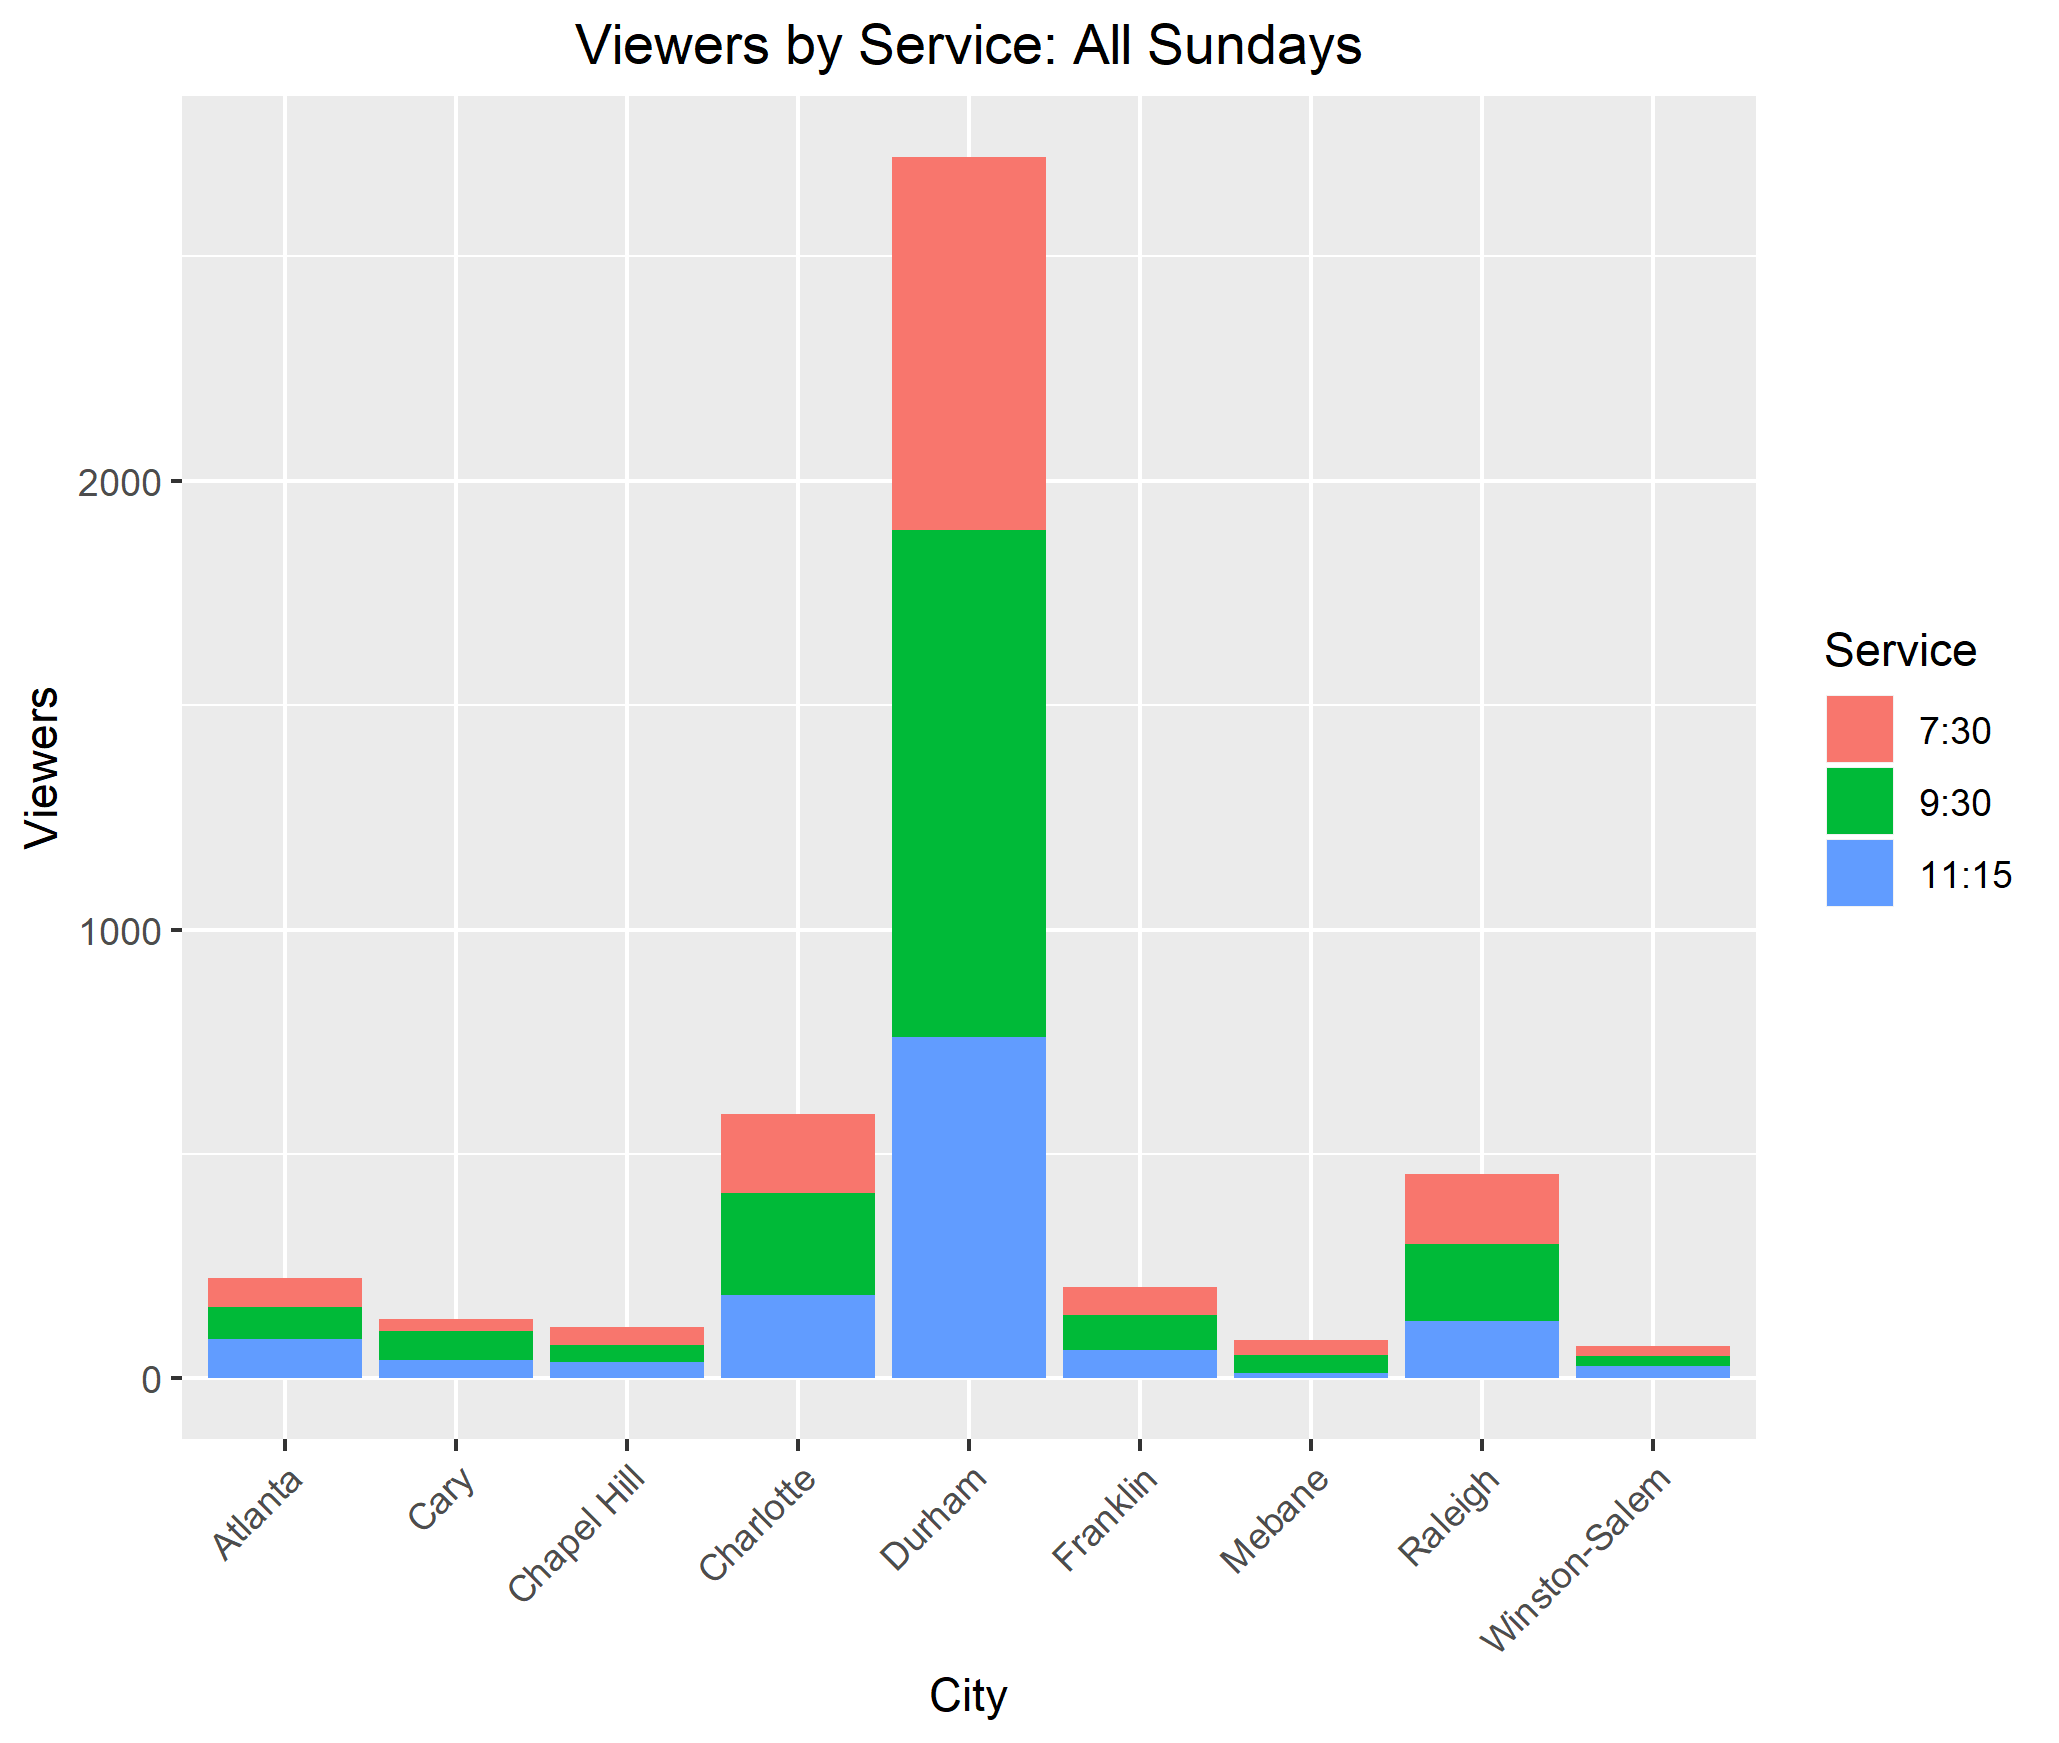 Viewers by Service: All Sundays
Viewers
2000
1000
0
Atlanta
Cary
Chapel Hill
Charlotte
Durham
Franklin
Mebane
Raleigh
Winston-Salem
City
Service
7:30
9:30
11:15